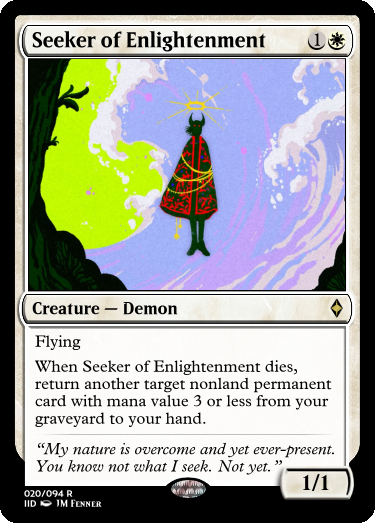 Seeker of Enlightenment 1
Creature — Demon
Flying
When Seeker of Enlightenment dies,
return another target nonland permanent
card with mana value 3 or less from your
graveyard to your hand.
“My nature is overcome and yet ever-present.
You know not what I seek. Not yet.”
1/1
020/094 R
IID JM Fenner